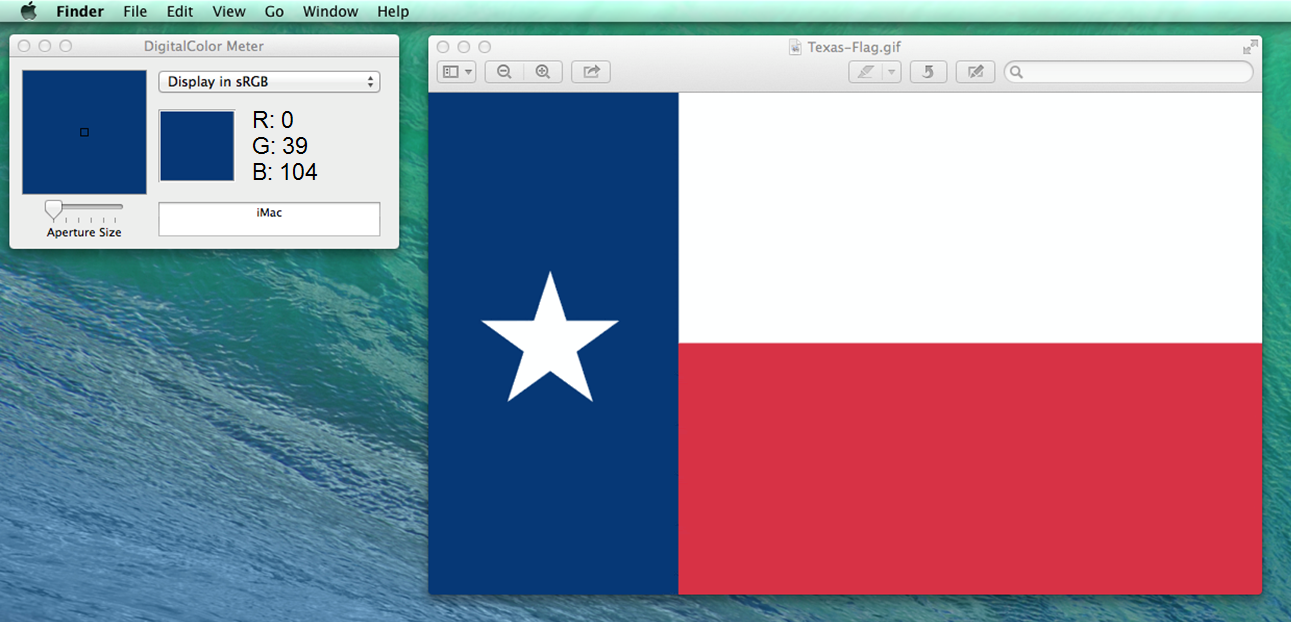 Finder File Edit View Go Window Help
DigitalColor Meter
Display in sRGB
R: 0
G: 39
B: 104
Aperture Size
iMac
Texas-Flag.gif